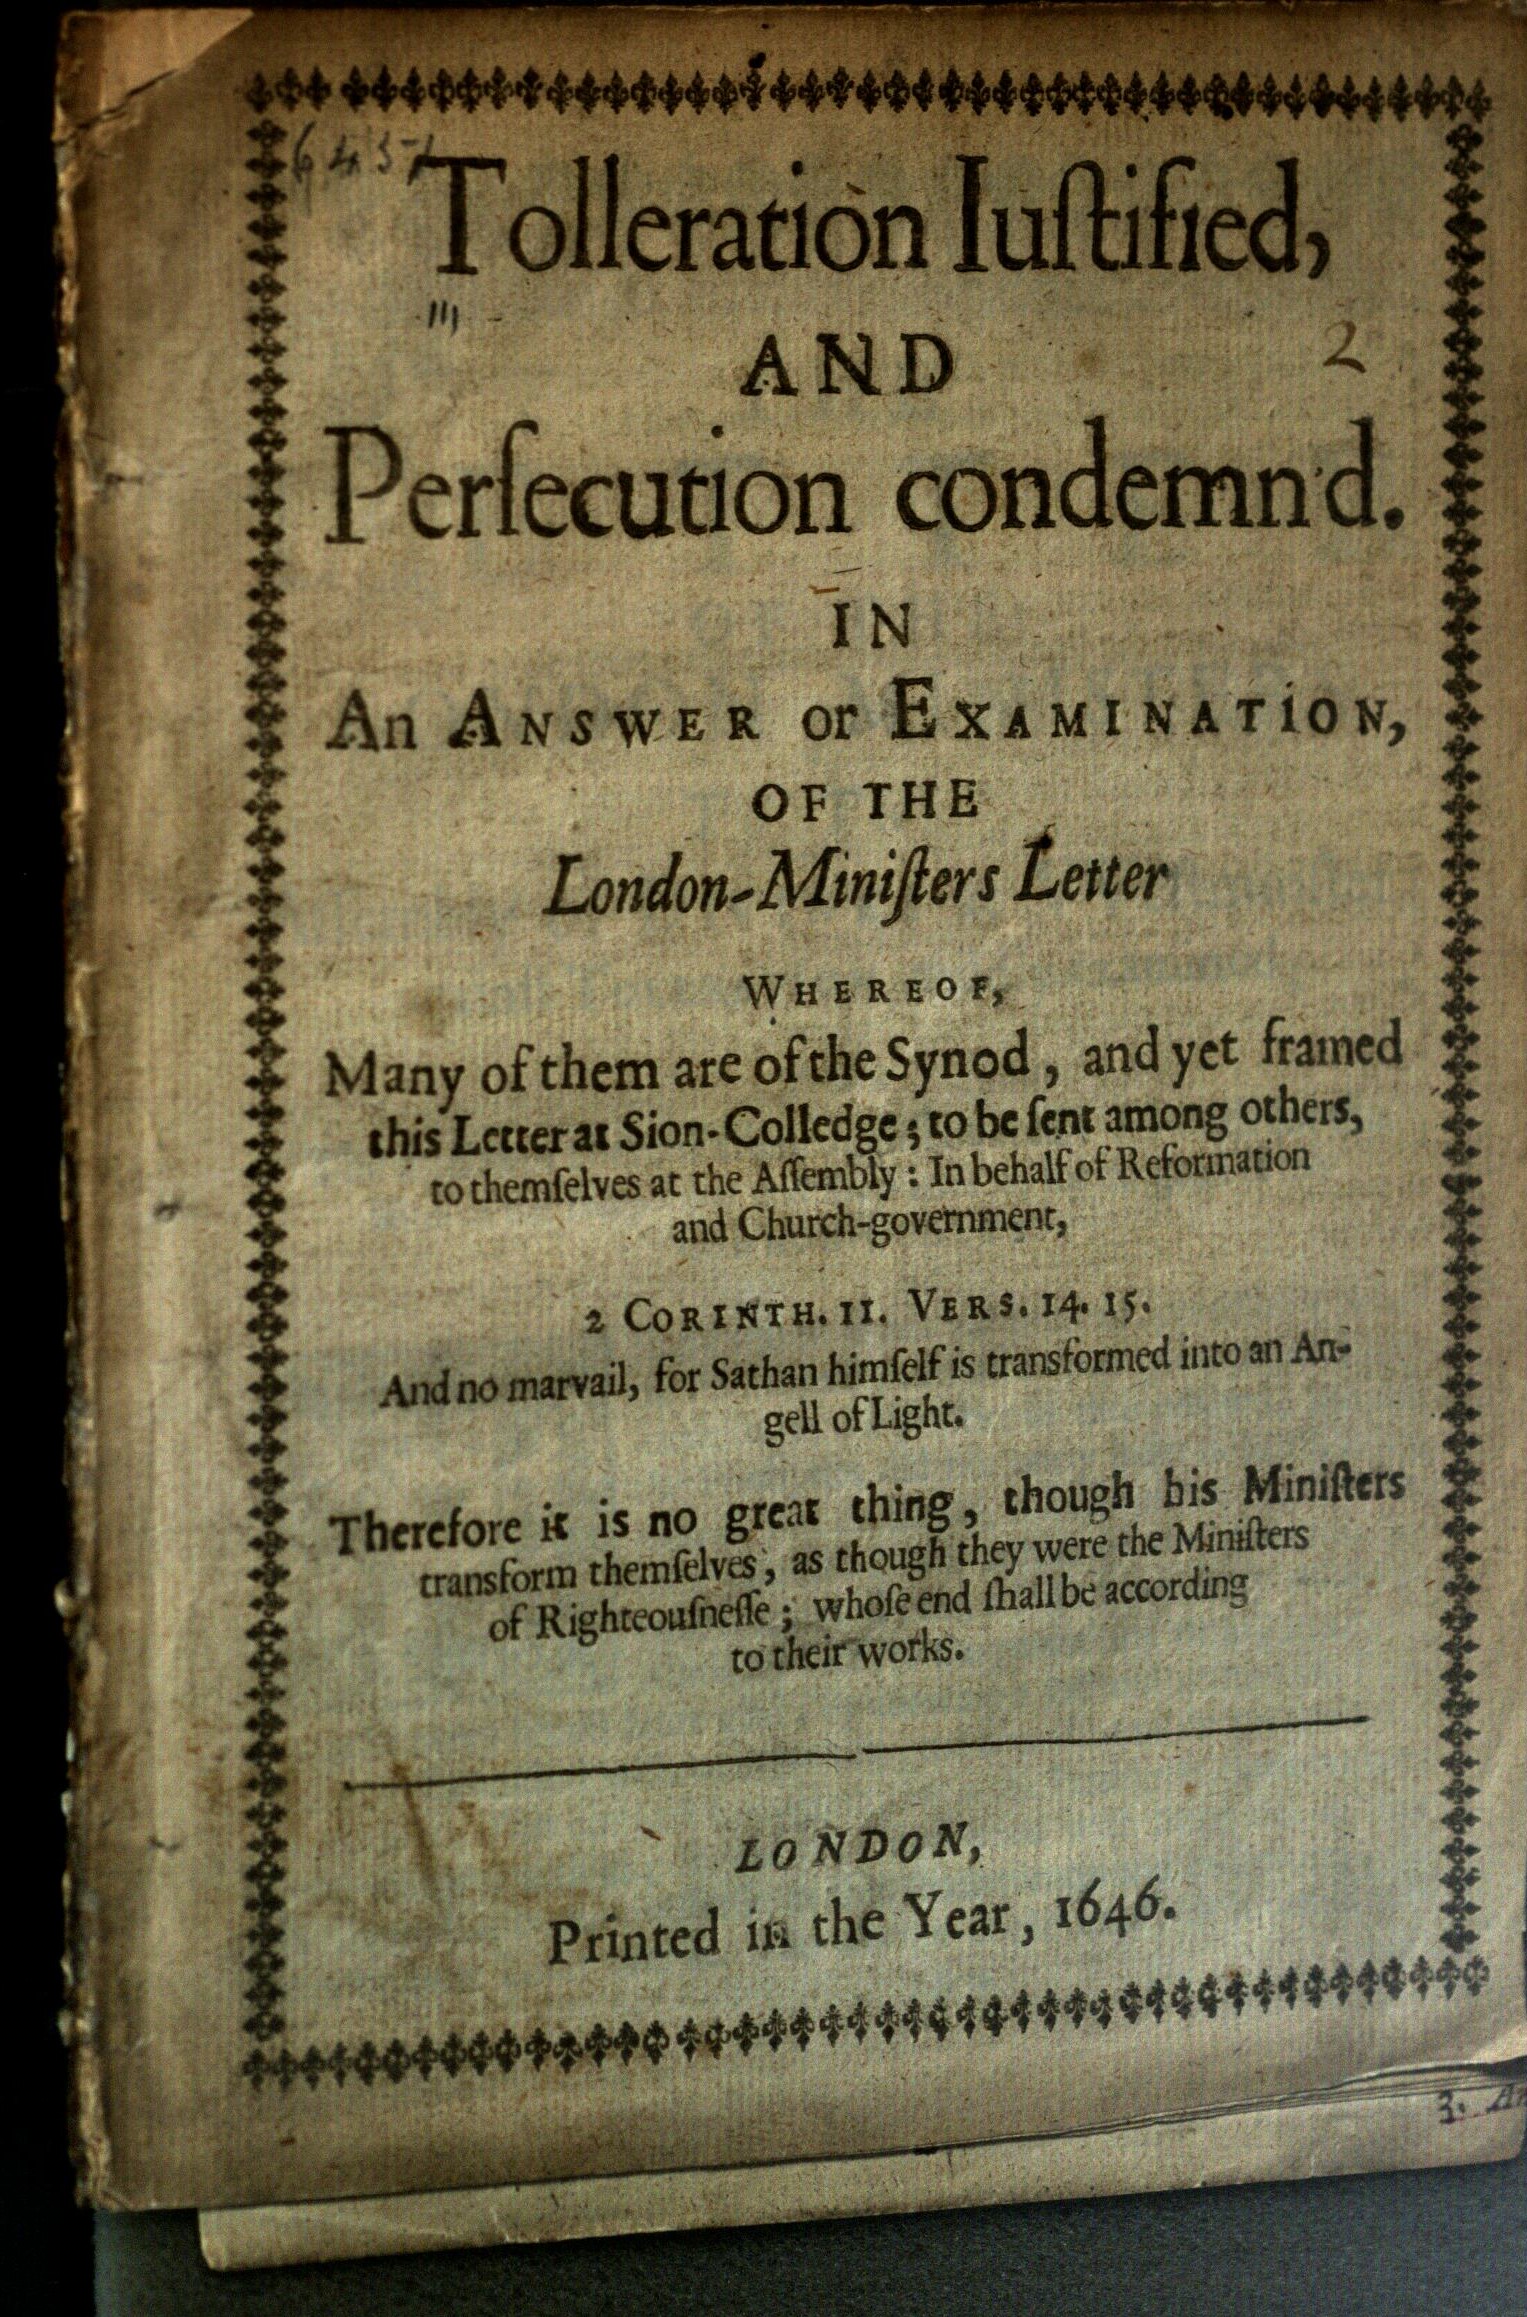 6451
Tolleration Iuſtified,
111
AND
2
Perſecution condemn'd.
IN
An ANSWER or EXAMINATION,
OF THE
London-Miniſters Letter
WHEREOF,
Many of them are of the Synod, and yet framed
this Letter at Sion-Colledge; to be ſent among others,
to themſelves at the Aſſembly: In behalf of Reformation
and Church-government,
2 CORINTH. 11. VERS. 14. 15.
And no marvail, for Sathan himſelf is transformed into an An-
gell of Light.
Therefore it is no great thing, though his Miniſters
transform themſelves, as though they were the Miniſters
of Righteouſneſſe; whoſe end ſhall be according
to their works.
LONDON,
Printed in the Year, 1646.
3.